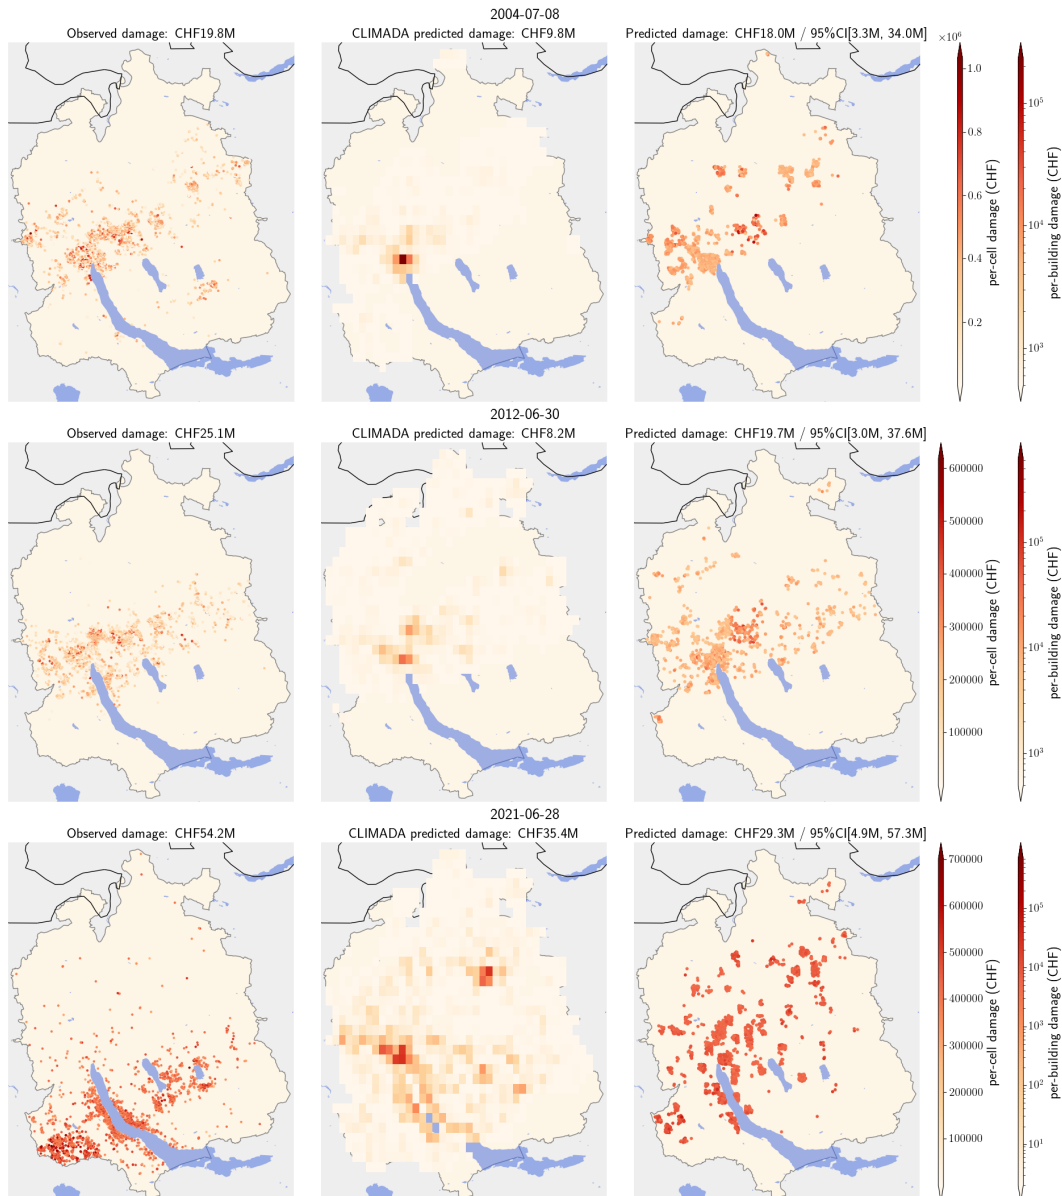 2004-07-08
Observed damage: CHF19.8M
CLIMADA predicted damage: CHF9.8M
Predicted damage: CHF18.0M / 95%CI[3.3M, 34.0M]
×10⁶
1.0
0.8
0.6
0.4
0.2
per-cell damage (CHF)
10⁵
10⁴
10³
per-building damage (CHF)
2012-06-30
Observed damage: CHF25.1M
CLIMADA predicted damage: CHF8.2M
Predicted damage: CHF19.7M / 95%CI[3.0M, 37.6M]
600000
500000
400000
300000
200000
100000
per-cell damage (CHF)
10⁵
10⁴
10³
per-building damage (CHF)
2021-06-28
Observed damage: CHF54.2M
CLIMADA predicted damage: CHF35.4M
Predicted damage: CHF29.3M / 95%CI[4.9M, 57.3M]
700000
600000
500000
400000
300000
200000
100000
per-cell damage (CHF)
10⁵
10⁴
10³
10²
10¹
per-building damage (CHF)